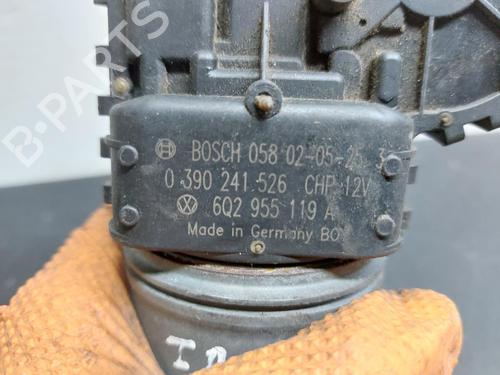 BOSCH 058 02-05-25 3
0 390 241 526 CHP 12V
6Q2 955 119 A
Made in Germany BO
B-PARTS